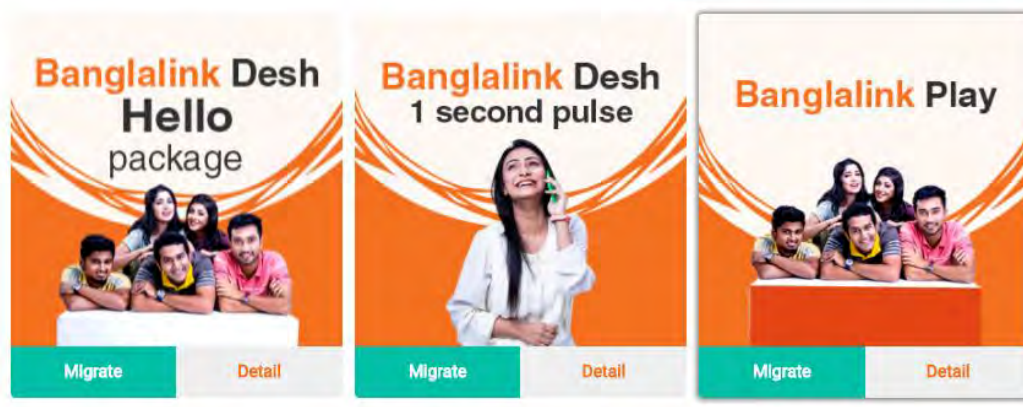 Banglalink Desh
Hello
package
Migrate
Detail
Banglalink Desh
1 second pulse
Migrate
Detail
Banglalink Play
Migrate
Detail